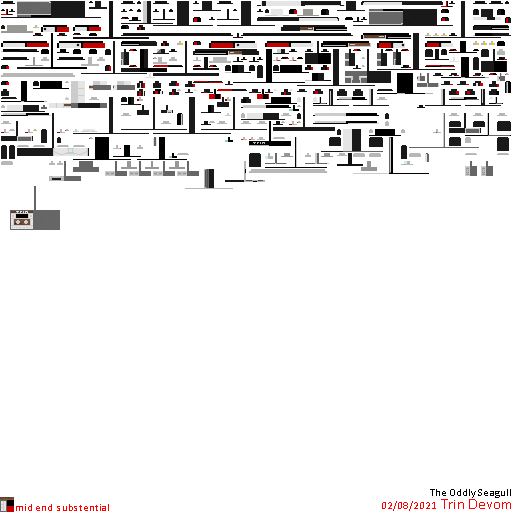 The Oddly Seagull
02/08/2021 Trin Devom
mid end substential